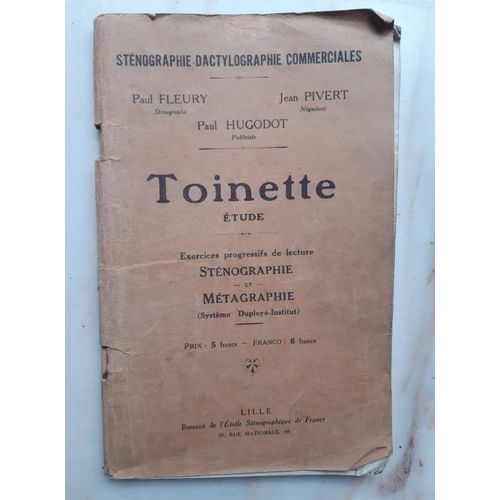 STÉNOGRAPHIE-DACTYLOGRAPHIE COMMERCIALES
Paul FLEURY Jean PIVERT
Sténographe Négociant
Paul HUGODOT
Publiciste
Toinette
ÉTUDE
Exercices progressifs de lecture
STÉNOGRAPHIE
— ET —
MÉTAGRAPHIE
(Système Duployé-Institut)
PRIX : 5 francs — FRANCO : 6 francs
LILLE
Bureaux de l'Étoile Sténographique de France
RUE NATIONALE